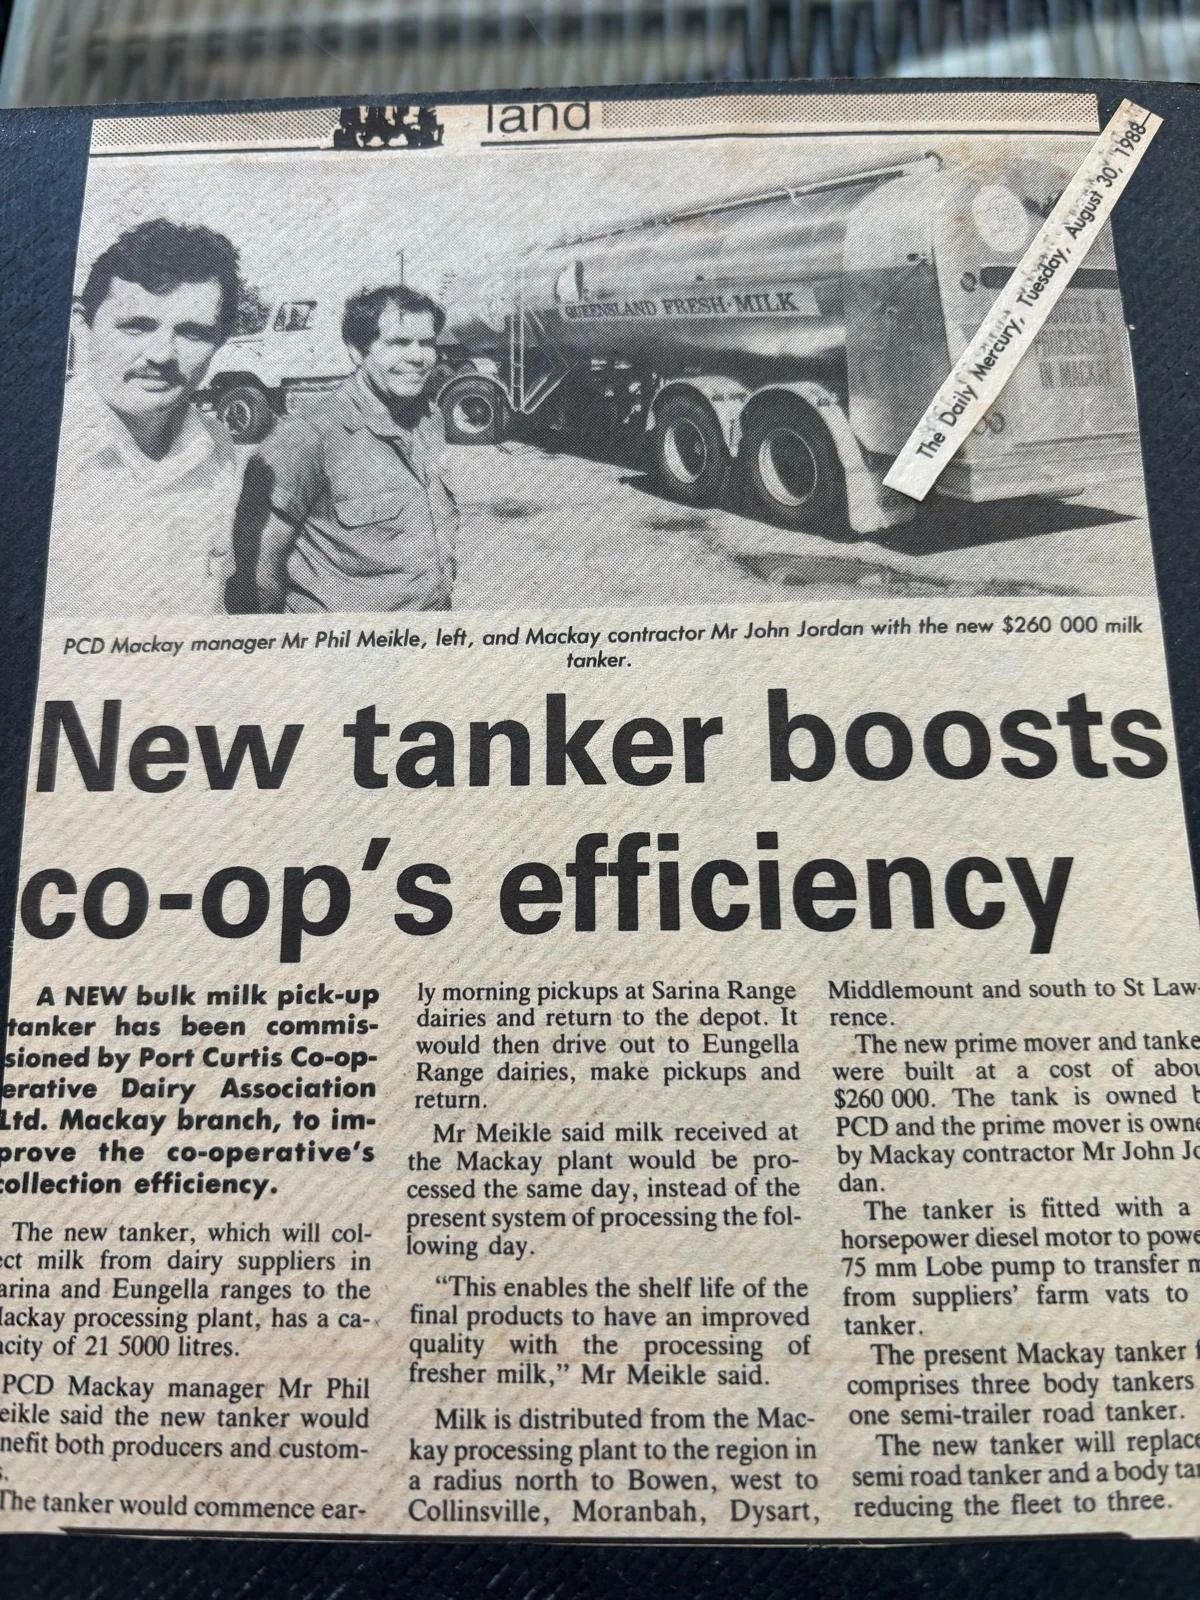 land
The Daily Mercury, Tuesday, August 30, 1988—
QUEENSLAND FRESH·MILK
PROCESSED
IN MACKAY
PCD Mackay manager Mr Phil Meikle, left, and Mackay contractor Mr John Jordan with the new $260 000 milk
tanker.
New tanker boosts
co-op's efficiency
A NEW bulk milk pick-up
tanker has been commis-
sioned by Port Curtis Co-op-
erative Dairy Association
Ltd. Mackay branch, to im-
prove the co-operative's
collection efficiency.
The new tanker, which will col-
ect milk from dairy suppliers in
arina and Eungella ranges to the
ackay processing plant, has a ca-
acity of 21 5000 litres.
PCD Mackay manager Mr Phil
eikle said the new tanker would
nefit both producers and custom-
s.
The tanker would commence ear-
ly morning pickups at Sarina Range
dairies and return to the depot. It
would then drive out to Eungella
Range dairies, make pickups and
return.
Mr Meikle said milk received at
the Mackay plant would be pro-
cessed the same day, instead of the
present system of processing the fol-
lowing day.
“This enables the shelf life of the
final products to have an improved
quality with the processing of
fresher milk,” Mr Meikle said.
Milk is distributed from the Mac-
kay processing plant to the region in
a radius north to Bowen, west to
Collinsville, Moranbah, Dysart,
Middlemount and south to St Law-
rence.
The new prime mover and tanke
were built at a cost of abou
$260 000. The tank is owned b
PCD and the prime mover is owne
by Mackay contractor Mr John Jo
dan.
The tanker is fitted with a
horsepower diesel motor to powe
75 mm Lobe pump to transfer m
from suppliers' farm vats to
tanker.
The present Mackay tanker f
comprises three body tankers
one semi-trailer road tanker.
The new tanker will replace
semi road tanker and a body tan
reducing the fleet to three.